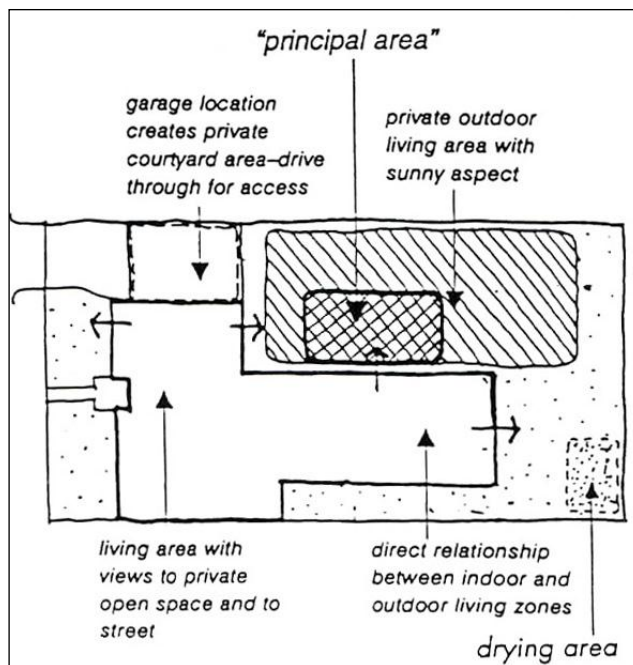 "principal area"
garage location
creates private
courtyard area–drive
through for access
private outdoor
living area with
sunny aspect
living area with
views to private
open space and to
street
direct relationship
between indoor and
outdoor living zones
drying area